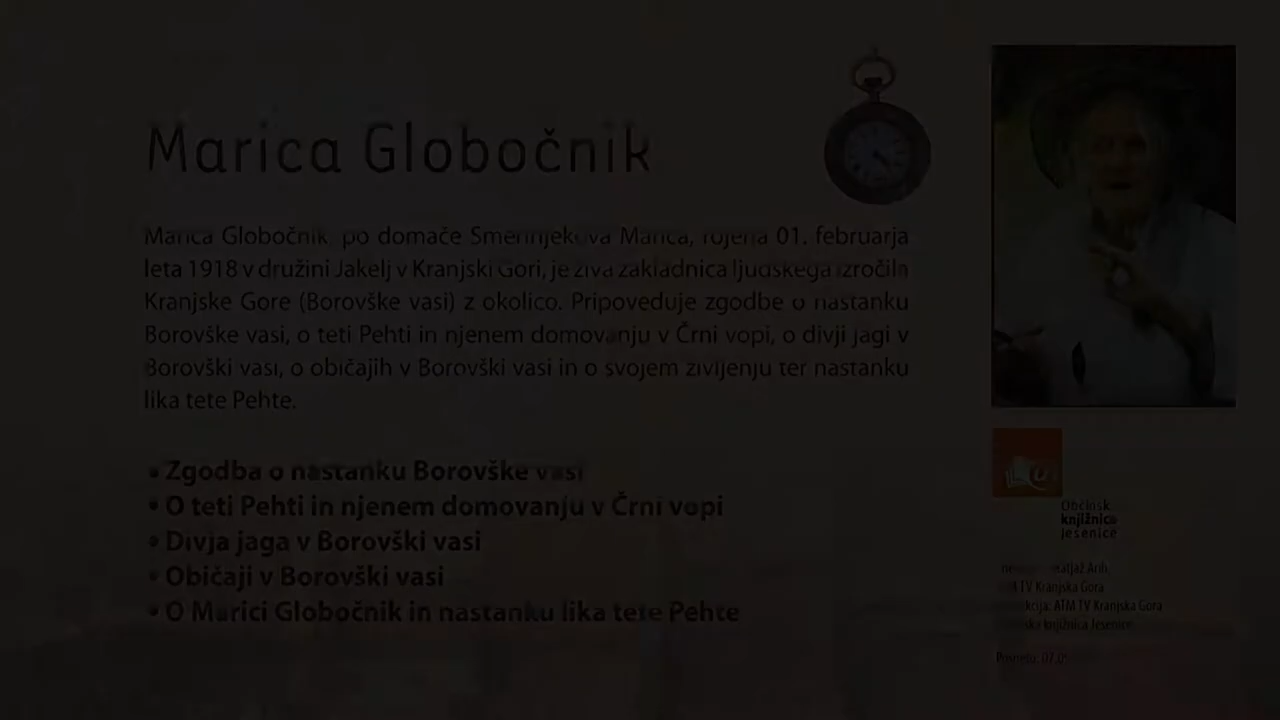 Marica Globočnik
Marica Globočnik, po domače Smerinjekova Marica, rojena 01. februarja
leta 1918 v družini Jakelj v Kranjski Gori, je živa zakladnica ljudskega izročila
Kranjske Gore (Borovške vasi) z okolico. Pripoveduje zgodbe o nastanku
Borovške vasi, o teti Pehti in njenem domovanju v Črni vopi, o divji jagi v
Borovški vasi, o običajih v Borovški vasi in o svojem življenju ter nastanku
lika tete Pehte.
• Zgodba o nastanku Borovške vasi
• O teti Pehti in njenem domovanju v Črni vopi
• Divja jaga v Borovški vasi
• Običaji v Borovški vasi
• O Marici Globočnik in nastanku lika tete Pehte
Občinska
knjižnica
Jesenice
Arih,
TV Kranjska Gora
ATM TV Kranjska Gora
knjižnica Jesenice